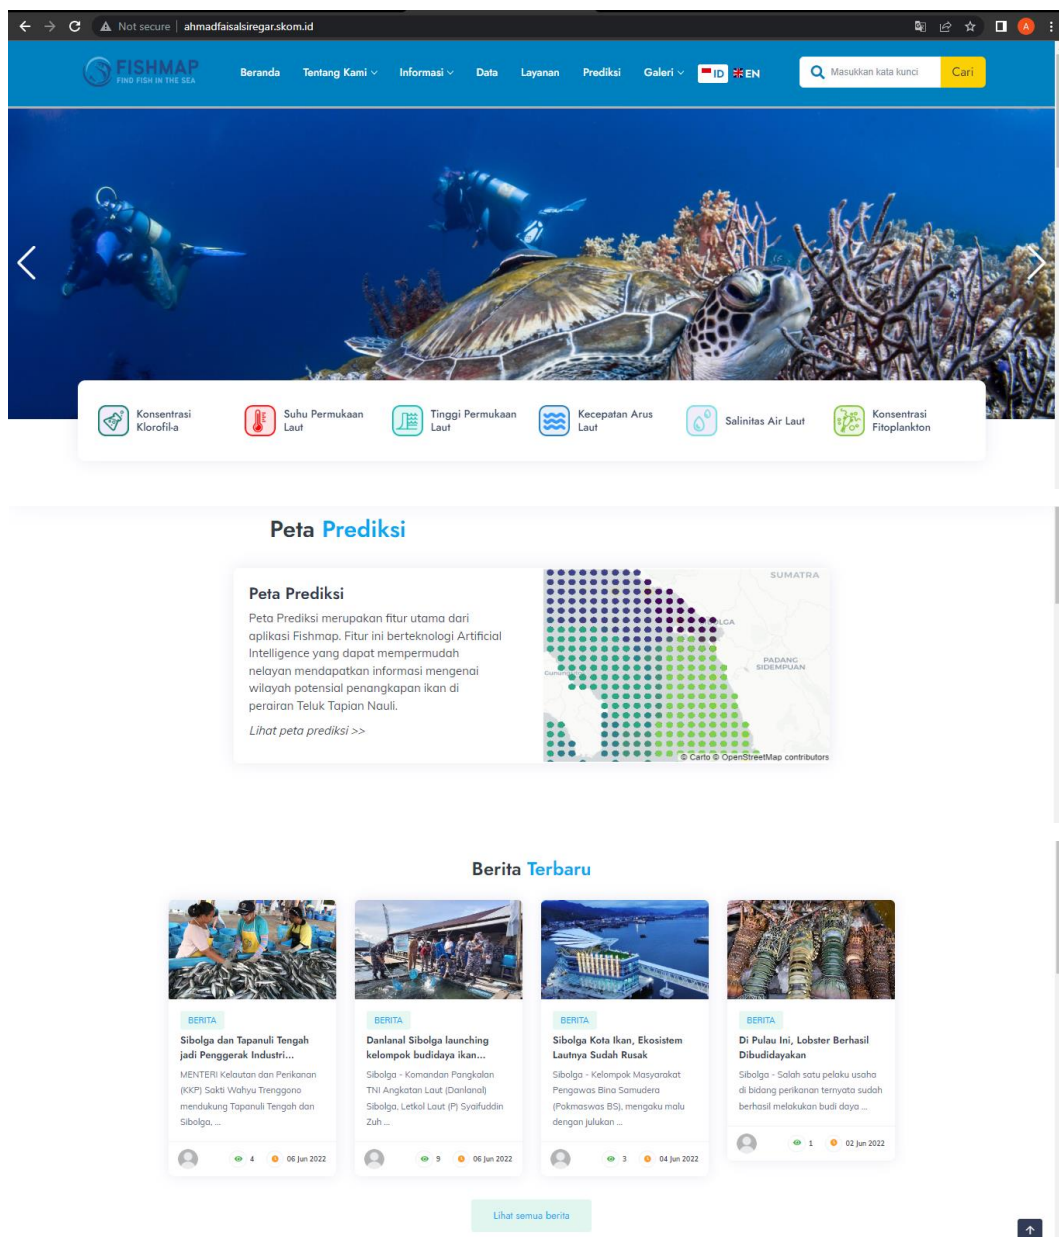 Not secure | ahmadfaisalsiregar.skom.id
A
FISHMAP
FIND FISH IN THE SEA
Beranda Tentang Kami Informasi Data Layanan Prediksi Galeri ID EN
Masukkan kata kunci Cari
Konsentrasi
Klorofil-a
Suhu Permukaan
Laut
Tinggi Permukaan
Laut
Kecepatan Arus
Laut
Salinitas Air Laut
Konsentrasi
Fitoplankton
Peta Prediksi
Peta Prediksi
Peta Prediksi merupakan fitur utama dari
aplikasi Fishmap. Fitur ini berteknologi Artificial
Intelligence yang dapat mempermudah
nelayan mendapatkan informasi mengenai
wilayah potensial penangkapan ikan di
perairan Teluk Tapian Nauli.
Lihat peta prediksi >>
SUMATRA
PADANG
SIDEMPUAN
© Carto © OpenStreetMap contributors
Berita Terbaru
BERITA
Sibolga dan Tapanuli Tengah
jadi Penggerak Industri...
MENTERI Kelautan dan Perikanan
(KKP) Sakti Wahyu Trenggono
mendukung Tapanuli Tengah dan
Sibolga, ...
4 06 Jun 2022
BERITA
Danlanal Sibolga launching
kelompok budidaya ikan...
Sibolga - Komandan Pangkalan
TNI Angkatan Laut (Danlanal)
Sibolga, Letkol Laut (P) Syaifuddin
Zuh ...
9 06 Jun 2022
BERITA
Sibolga Kota Ikan, Ekosistem
Lautnya Sudah Rusak
Sibolga - Kelompok Masyarakat
Pengawas Bina Samudera
(Pokmaswas BS), mengaku malu
dengan julukan ...
3 04 Jun 2022
BERITA
Di Pulau Ini, Lobster Berhasil
Dibudidayakan
Sibolga - Salah satu pelaku usaha
di bidang perikanan ternyata sudah
berhasil melakukan budi daya ...
1 02 Jun 2022
Lihat semua berita